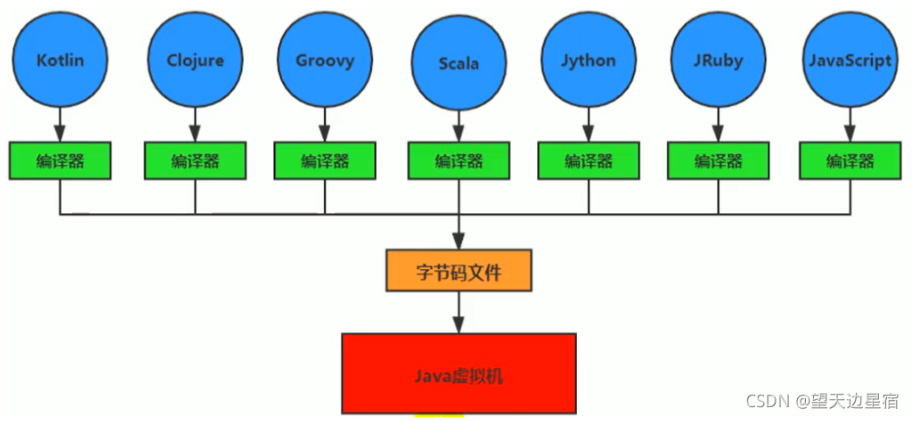 Kotlin
Clojure
Groovy
Scala
Jython
JRuby
JavaScript
编译器
编译器
编译器
编译器
编译器
编译器
编译器
字节码文件
Java虚拟机
CSDN @望天边星宿